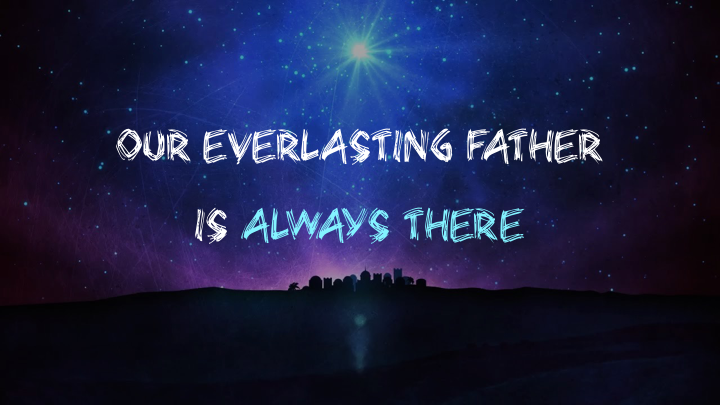 OUR EVERLASTING FATHER
IS ALWAYS THERE